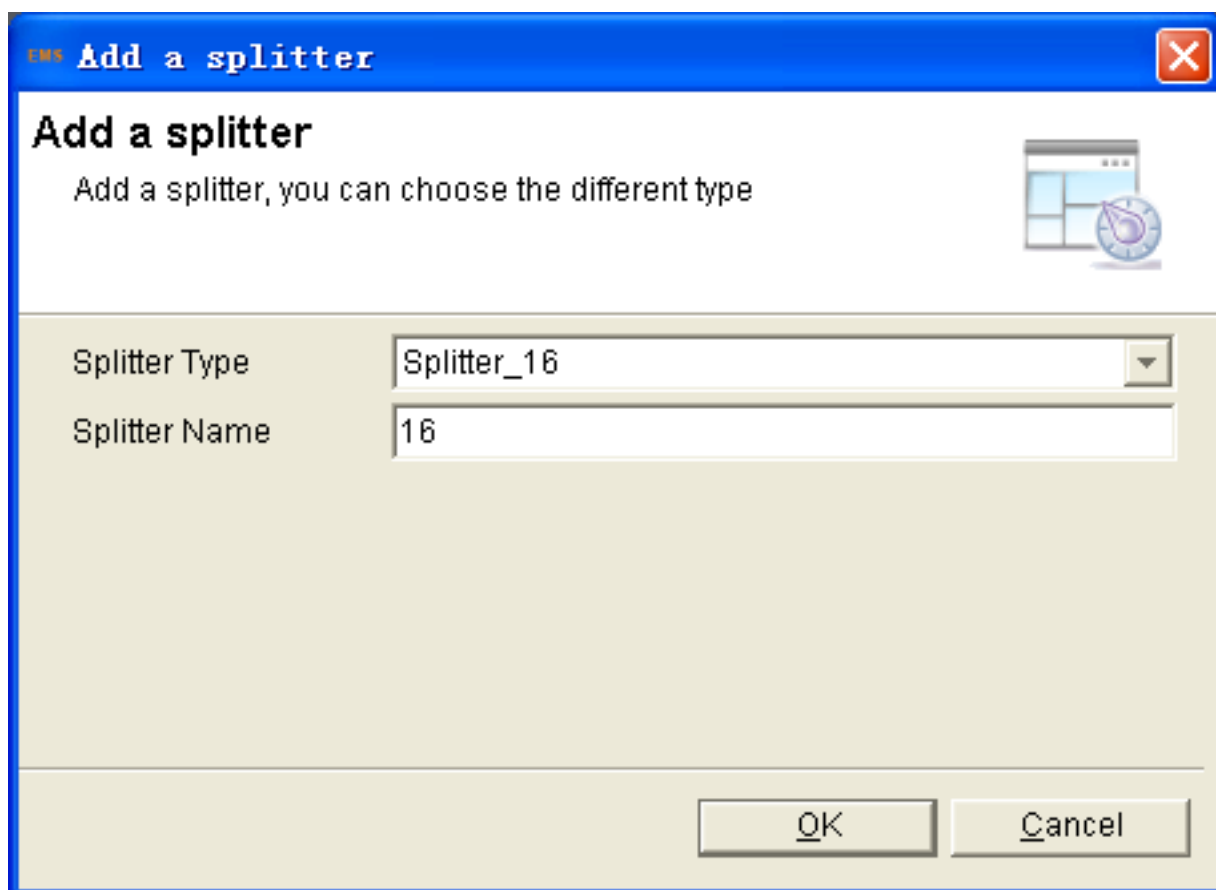 EMS Add a splitter
Add a splitter
Add a splitter, you can choose the different type
Splitter Type Splitter_16
Splitter Name 16
OK Cancel